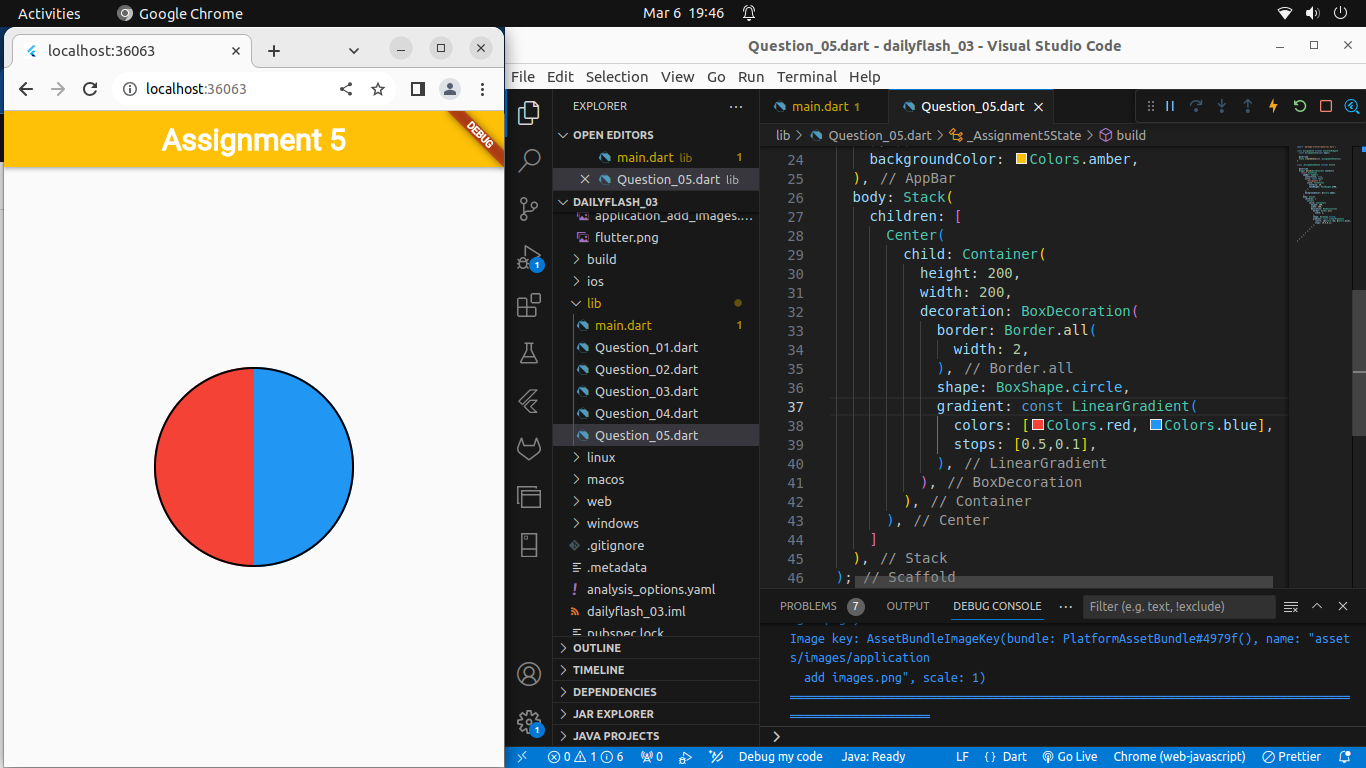 Activities
Google Chrome
Mar 6 19:46
localhost:36063
localhost:36063
Assignment 5
DEBUG
Question_05.dart - dailyflash_03 - Visual Studio Code
File Edit Selection View Go Run Terminal Help
EXPLORER
OPEN EDITORS
main.dart lib 1
Question_05.dart lib
DAILYFLASH_03
application_add_images....
flutter.png
build
ios
lib
main.dart 1
Question_01.dart
Question_02.dart
Question_03.dart
Question_04.dart
Question_05.dart
linux
macos
web
windows
.gitignore
.metadata
analysis_options.yaml
dailyflash_03.iml
pubspec.lock
OUTLINE
TIMELINE
DEPENDENCIES
JAR EXPLORER
JAVA PROJECTS
1
1
main.dart 1
Question_05.dart
lib > Question_05.dart > _Assignment5State > build
24 backgroundColor: Colors.amber,
25 ), // AppBar
26 body: Stack(
27 children: [
28 Center(
29 child: Container(
30 height: 200,
31 width: 200,
32 decoration: BoxDecoration(
33 border: Border.all(
34 width: 2,
35 ), // Border.all
36 shape: BoxShape.circle,
37 gradient: const LinearGradient(
38 colors: [Colors.red, Colors.blue],
39 stops: [0.5,0.1],
40 ), // LinearGradient
41 ), // BoxDecoration
42 ), // Container
43 ), // Center
44 ]
45 ), // Stack
46 ); // Scaffold
PROBLEMS 7 OUTPUT DEBUG CONSOLE ... Filter (e.g. text, !exclude)
Image key: AssetBundleImageKey(bundle: PlatformAssetBundle#4979f(), name: "asset
s/images/application
add images.png", scale: 1)
0 1 6 0 Debug my code Java: Ready LF Dart Go Live Chrome (web-javascript) Prettier